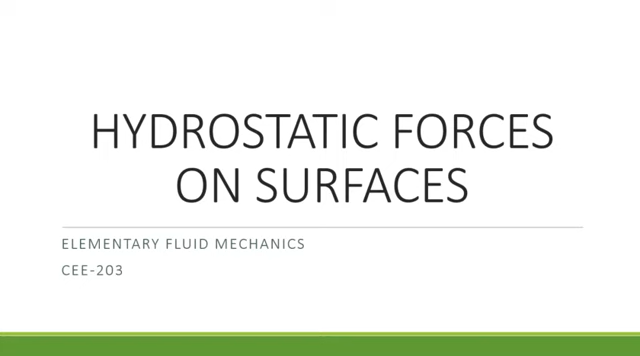 HYDROSTATIC FORCES
ON SURFACES
ELEMENTARY FLUID MECHANICS
CEE-203